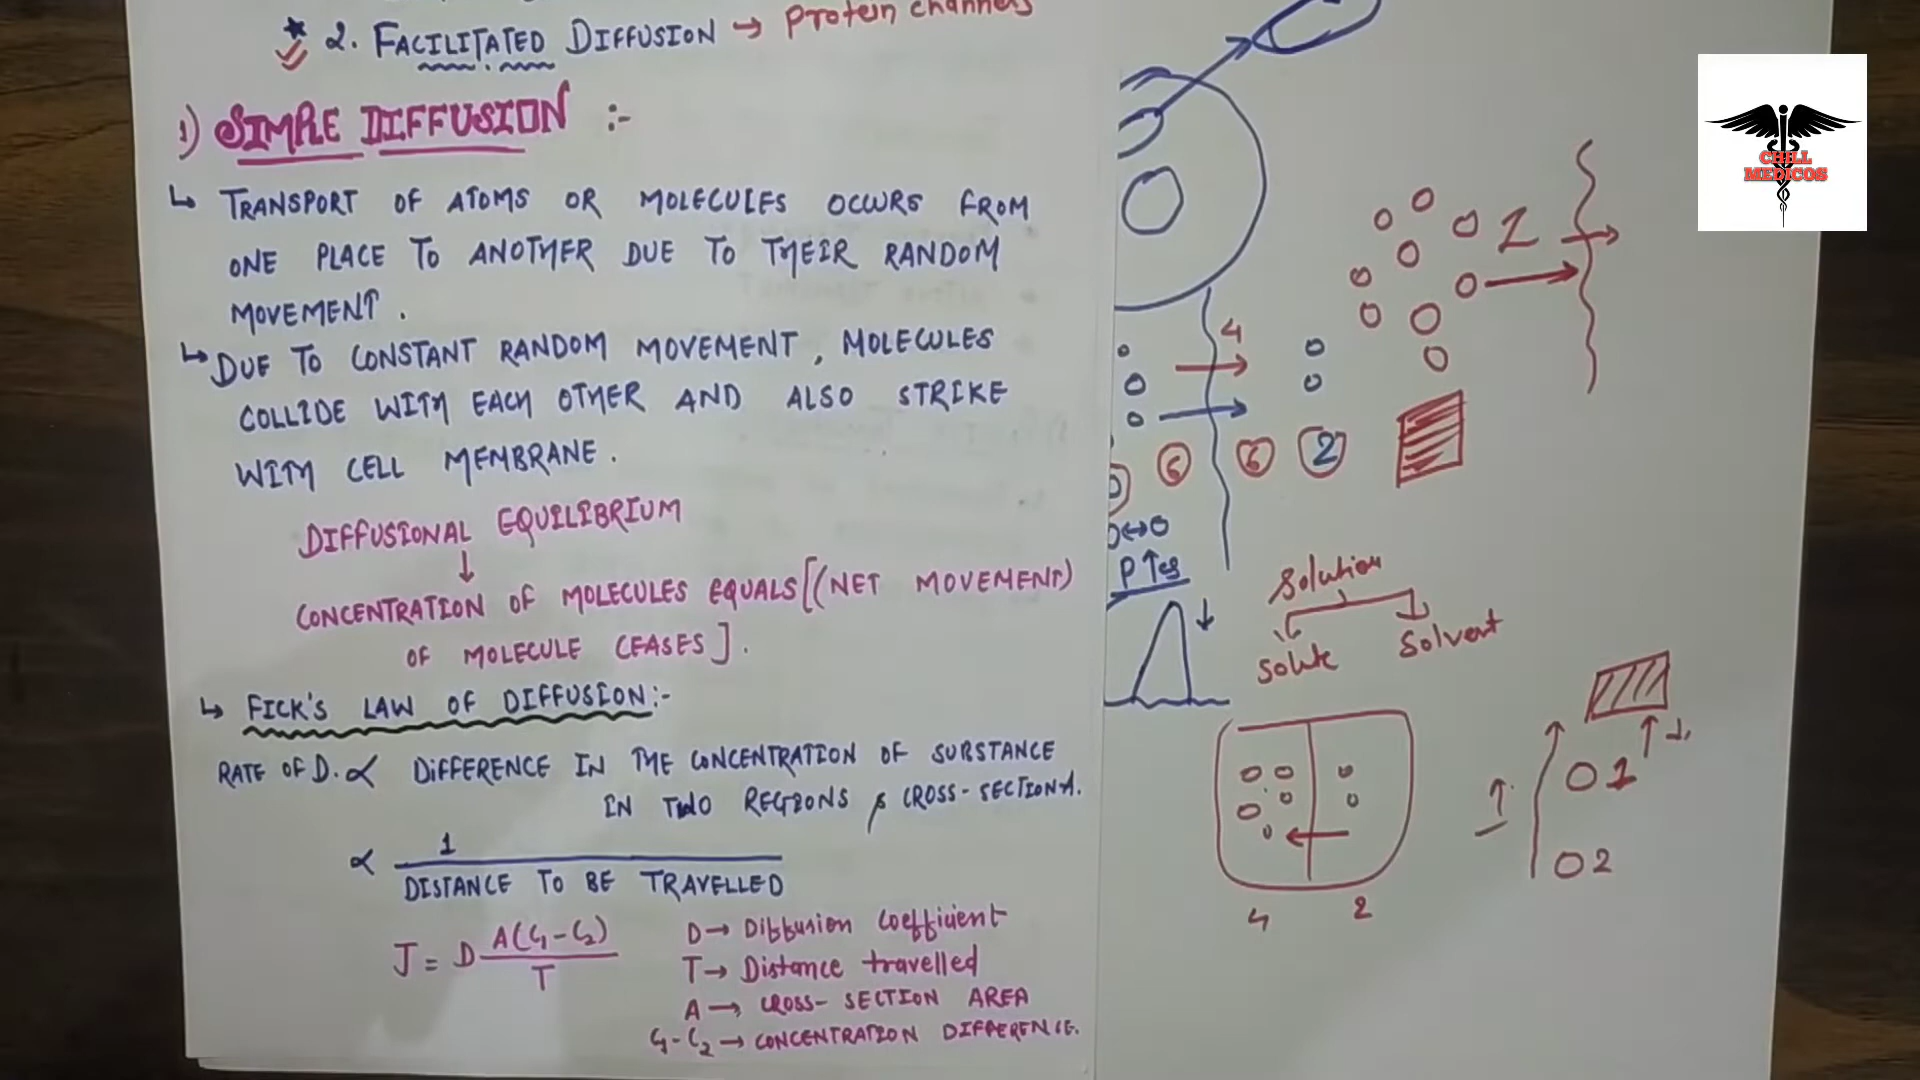 2. FACILITATED DIFFUSION → Protein channels
1) SIMPLE DIFFUSION :-
↳ TRANSPORT OF ATOMS OR MOLECULES OCCURS FROM
ONE PLACE TO ANOTHER DUE TO THEIR RANDOM
MOVEMENT.
↳ DUE TO CONSTANT RANDOM MOVEMENT, MOLECULES
COLLIDE WITH EACH OTHER AND ALSO STRIKE
WITH CELL MEMBRANE.
DIFFUSIONAL EQUILIBRIUM
↓
CONCENTRATION OF MOLECULES EQUALS [(NET MOVEMENT)
OF MOLECULE CEASES].
↳ FICK'S LAW OF DIFFUSION:-
RATE OF D. ∝ DIFFERENCE IN THE CONCENTRATION OF SUBSTANCE
IN TWO REGIONS & CROSS-SECTION A.
∝ 1
DISTANCE TO BE TRAVELLED
J = D A(C1-C2)
T
D → Diffusion coefficient
T → Distance travelled
A → CROSS-SECTION AREA
C1-C2 → CONCENTRATION DIFFERENCE.
4
6 6 2
Solution
Solute Solvent
4 2
1
2
CHILL
MEDICOS